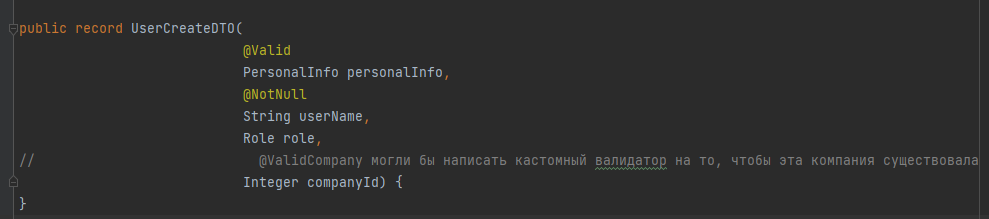 public record UserCreateDTO(
@Valid
PersonalInfo personalInfo,
@NotNull
String userName,
Role role,
// @ValidCompany могли бы написать кастомный валидатор на то, чтобы эта компания существовала
Integer companyId) {
}